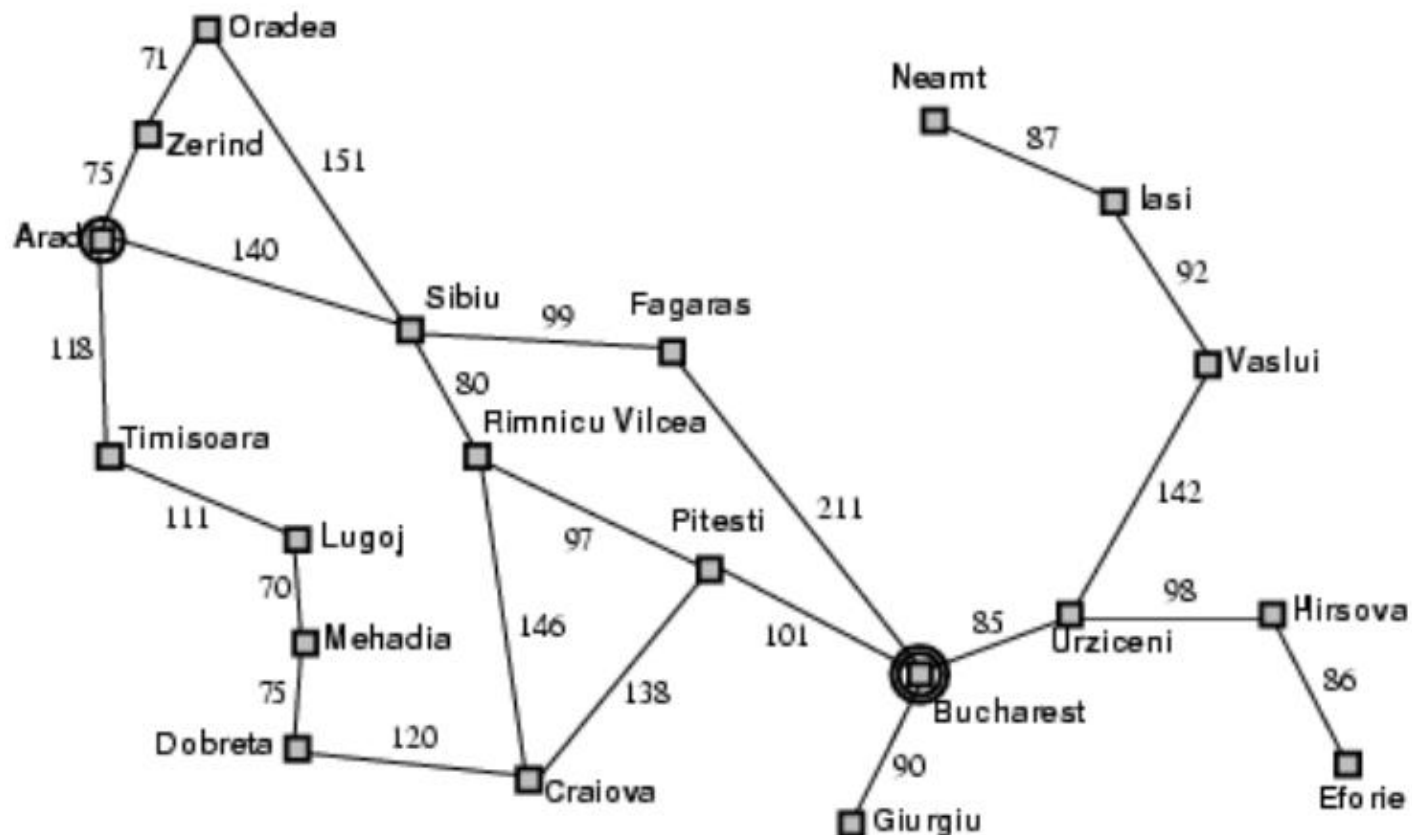 Oradea
71
Neamt
87
Zerind
151
75
Iasi
Arad
140
92
Sibiu
Fagaras
99
118
Vaslui
80
Timisoara
Rimnicu Vilcea
142
211
111
Lugoj
97
Pitesti
70
Mehadia
146
101
85
98
Hirsova
Urziceni
75
138
86
Bucharest
Dobreta
120
90
Craiova
Eforie
Giurgiu